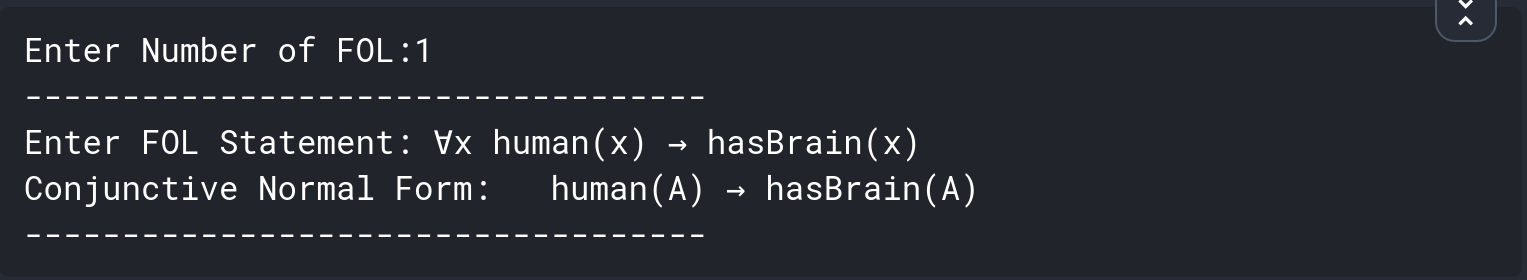 Enter Number of FOL:1
-----------------------------------
Enter FOL Statement: ∀x human(x) → hasBrain(x)
Conjunctive Normal Form:   human(A) → hasBrain(A)
-----------------------------------